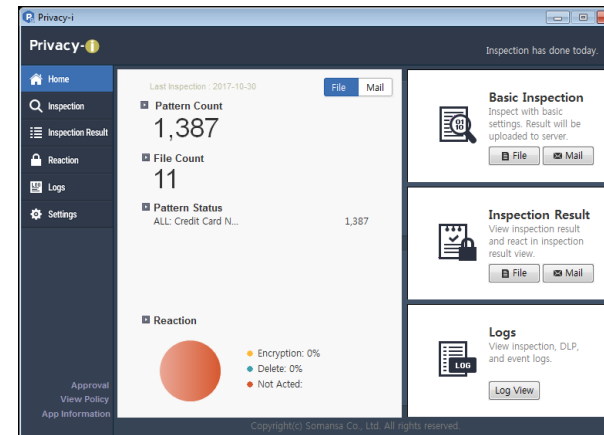 Privacy-i
Privacy-i
Inspection has done today.
Home
Inspection
Inspection Result
Reaction
Logs
Settings
Approval
View Policy
App Information
Last Inspection : 2017-10-30
File Mail
Pattern Count
1,387
File Count
11
Pattern Status
ALL: Credit Card N... 1,387
Reaction
Encryption: 0%
Delete: 0%
Not Acted:
Basic Inspection
Inspect with basic
settings. Result will be
uploaded to server.
File Mail
Inspection Result
View inspection result
and react in inspection
result view.
File Mail
LOG
Logs
View inspection, DLP,
and event logs.
Log View
Copyright(c) Somansa Co., Ltd. All rights reserved.